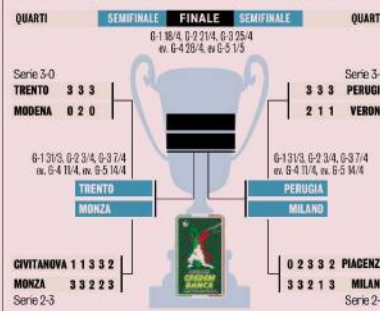 QUARTI SEMIFINALE FINALE SEMIFINALE QUART
G-1 18/4, G-2 21/4, G-3 25/4
ev. G-4 28/4, ev G-5 1/5
Serie 3-0
TRENTO 3 3 3
MODENA 0 2 0
Serie 3-
3 3 3 PERUGI
2 1 1 VERON
G-1 31/3, G-2 3/4, G-3 7/4
ev. G-4 11/4, ev. G-5 14/4
TRENTO
MONZA
G-1 31/3, G-2 3/4, G-3 7/4
ev. G-4 11/4, ev. G-5 14/4
PERUGIA
MILANO
CIVITANOVA 1 1 3 3 2
MONZA 3 3 2 2 3
Serie 2-3
0 2 3 3 2 PIACENZ
3 3 2 1 3 MILAN
Serie 2-
CREDEM
BANCA